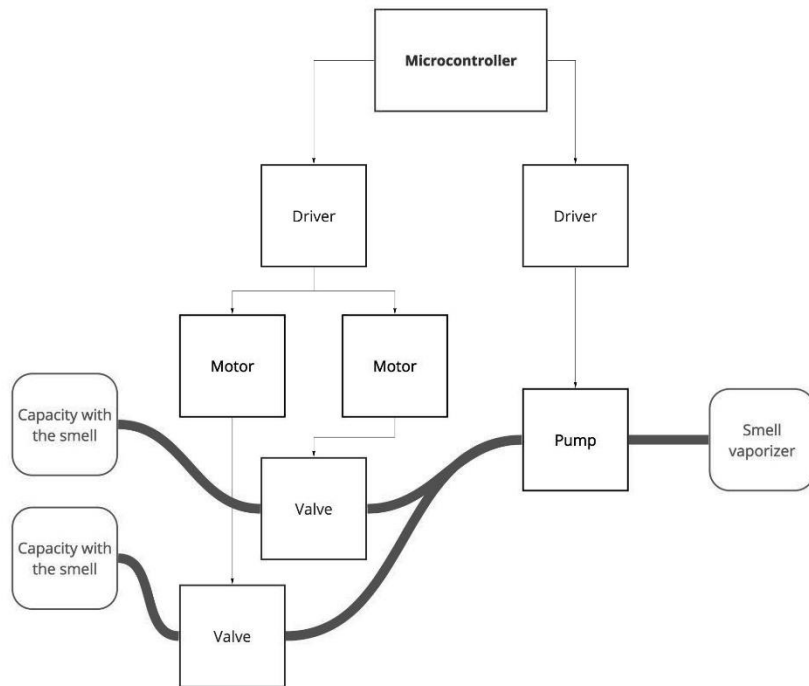 Microcontroller
Driver
Driver
Motor
Motor
Capacity with
the smell
Pump
Smell
vaporizer
Valve
Capacity with
the smell
Valve